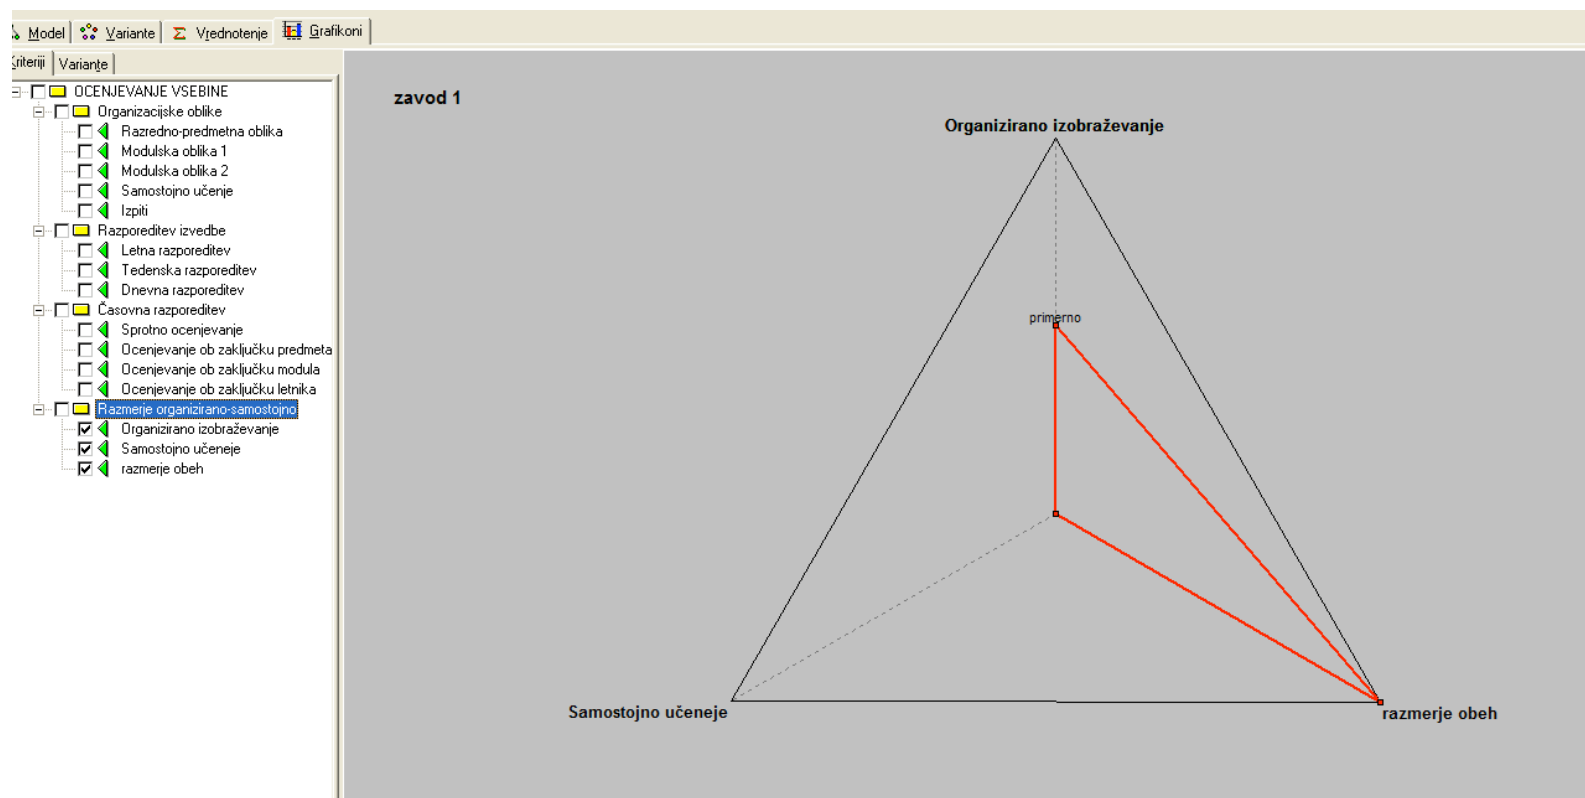 Model Variante Σ Vrednotenje Grafikoni
Kriteriji Variante
OCENJEVANJE VSEBINE
Organizacijske oblike
Razredno-predmetna oblika
Modulska oblika 1
Modulska oblika 2
Samostojno učenje
Izpiti
Razporeditev izvedbe
Letna razporeditev
Tedenska razporeditev
Dnevna razporeditev
Časovna razporeditev
Sprotno ocenjevanje
Ocenjevanje ob zaključku predmeta
Ocenjevanje ob zaključku modula
Ocenjevanje ob zaključku letnika
Razmerje organizirano-samostojno
Organizirano izobraževanje
Samostojno učeneje
razmerje obeh
zavod 1
Organizirano izobraževanje
primerno
Samostojno učeneje
razmerje obeh